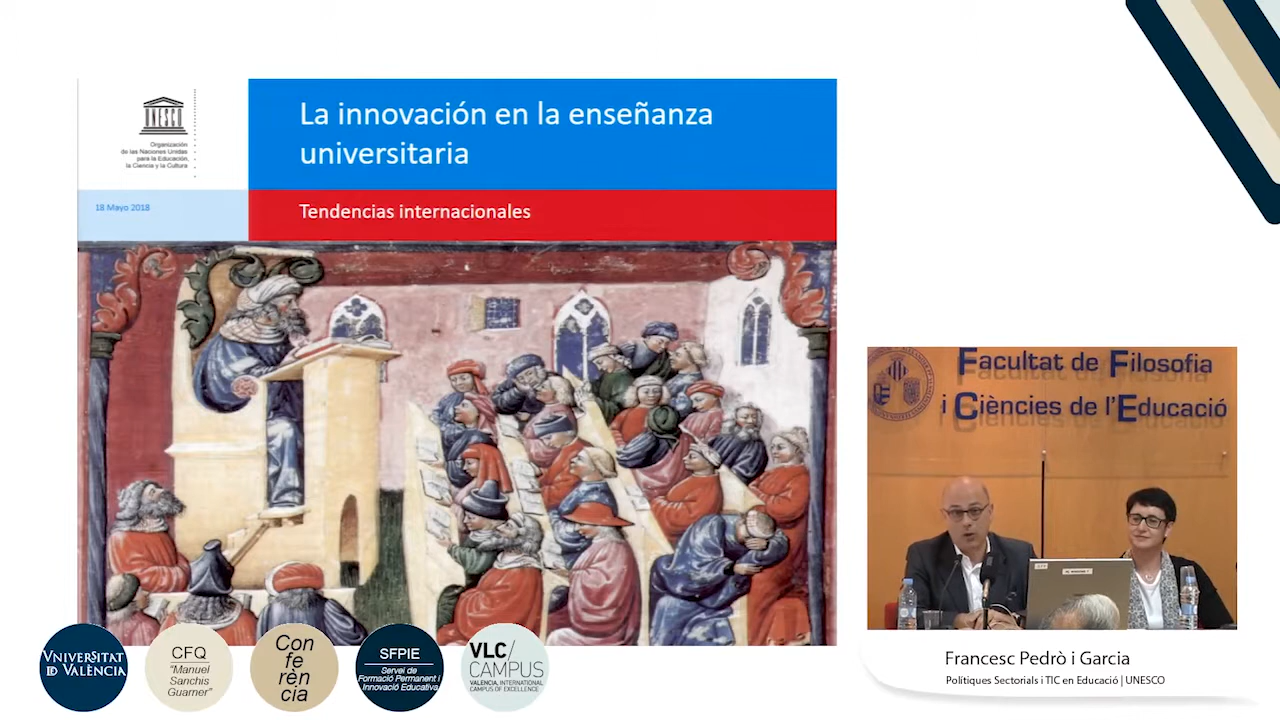 UNESCO
Organización
de las Naciones Unidas
para la Educación,
la Ciencia y la Cultura
La innovación en la enseñanza
universitaria
18 Mayo 2018
Tendencias internacionales
Facultat de Filosofia
i Ciències de l'Educació
VNIVERSITAT
DE VALÈNCIA
CFQ
"Manuel
Sanchis
Guarner"
Con
fe
rèn
cia
SFPIE
Servei de
Formació Permanent i
Innovació Educativa
VLC/
CAMPUS
VALENCIA, INTERNATIONAL
CAMPUS OF EXCELLENCE
Francesc Pedrò i Garcia
Polítiques Sectorials i TIC en Educació | UNESCO